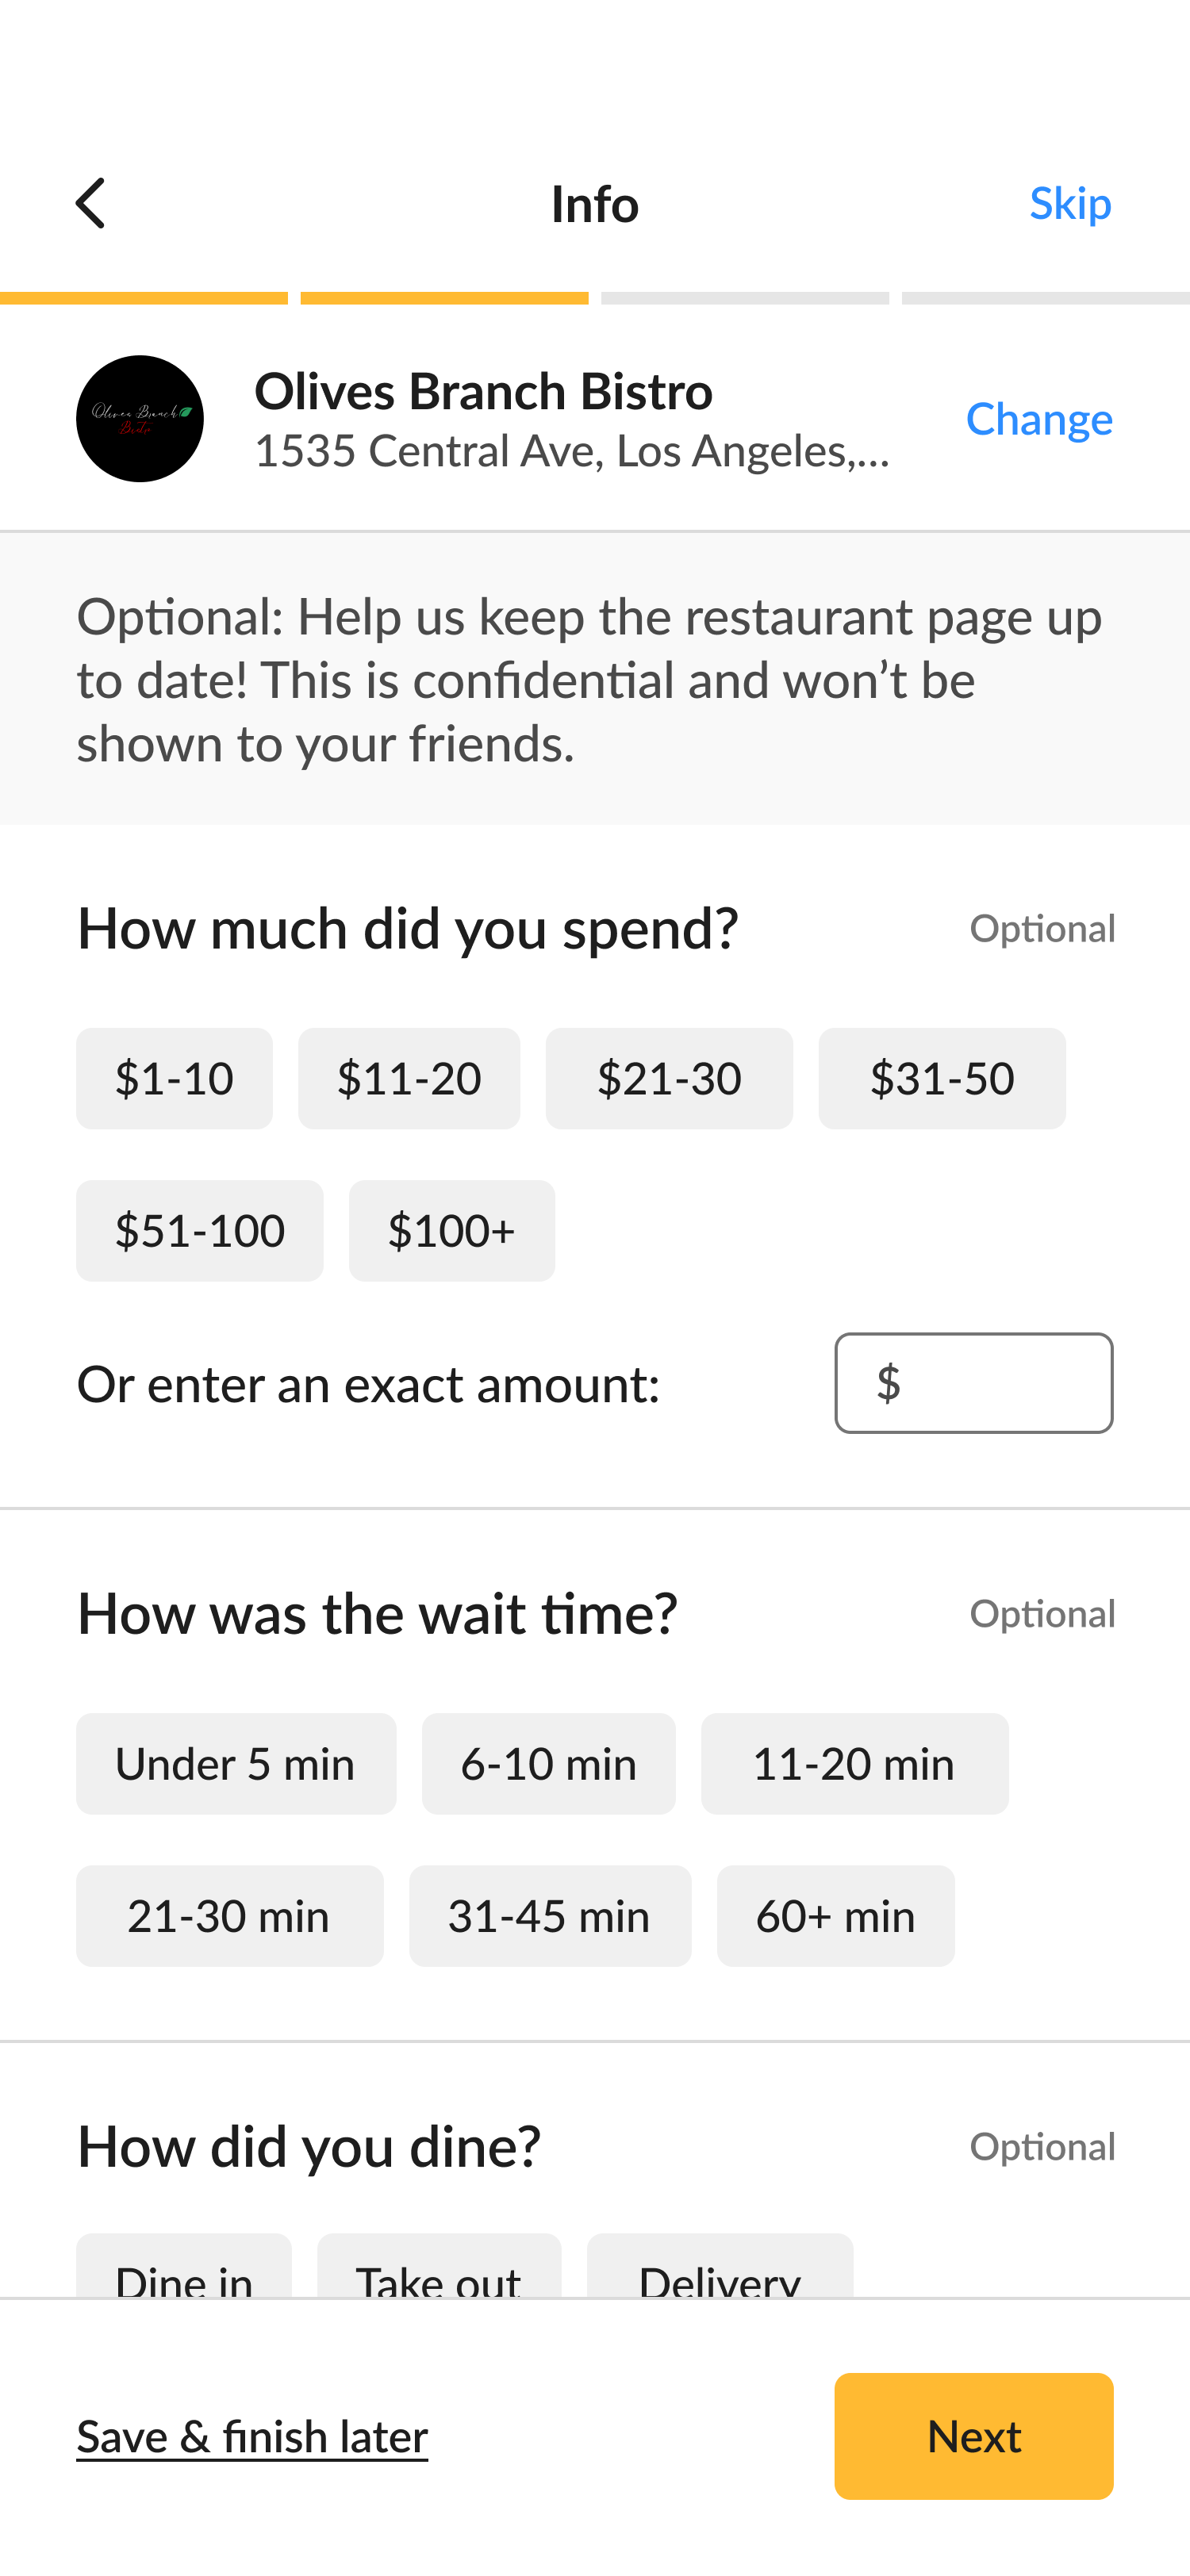 Info
Skip
Olives Branch
Bistro
Olives Branch Bistro
1535 Central Ave, Los Angeles,...
Change
Optional: Help us keep the restaurant page up
to date! This is confidential and won’t be
shown to your friends.
How much did you spend?
Optional
$1-10
$11-20
$21-30
$31-50
$51-100
$100+
Or enter an exact amount:
$
How was the wait time?
Optional
Under 5 min
6-10 min
11-20 min
21-30 min
31-45 min
60+ min
How did you dine?
Optional
Dine in
Take out
Delivery
Save & finish later
Next